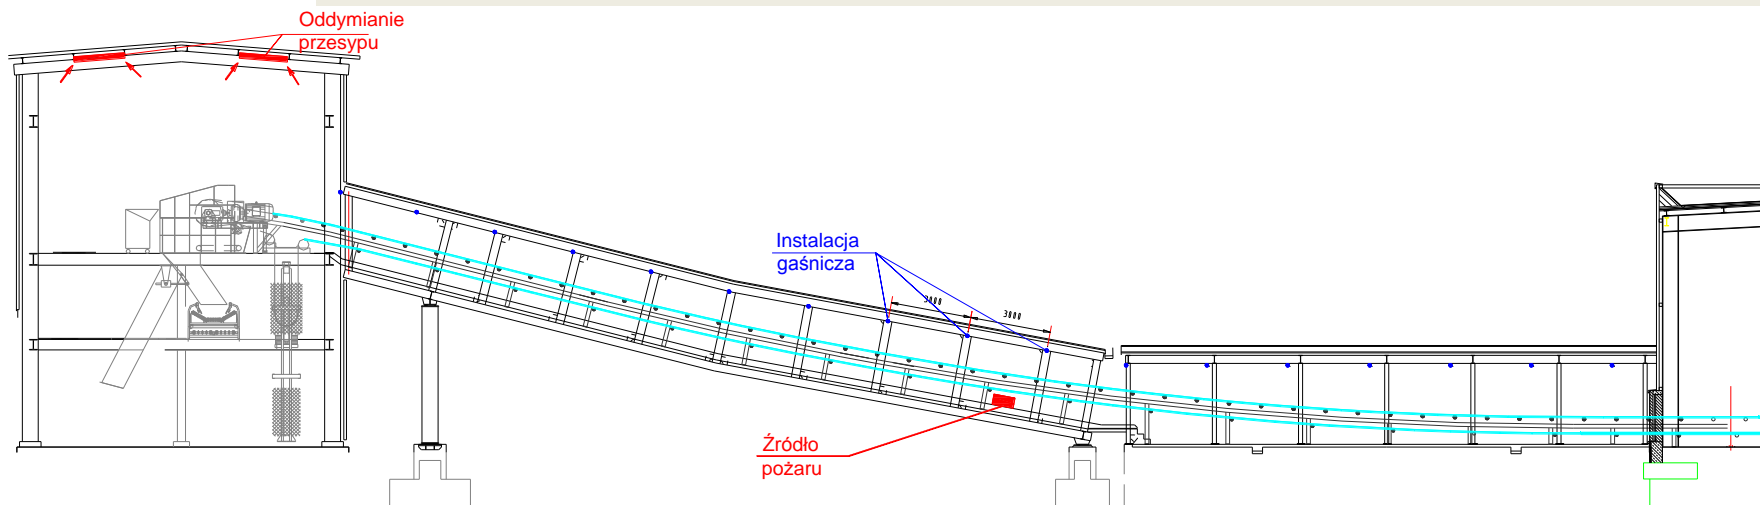 Oddymianie
przesypu
Instalacja
gaśnicza
3000
3000
Źródło
pożaru